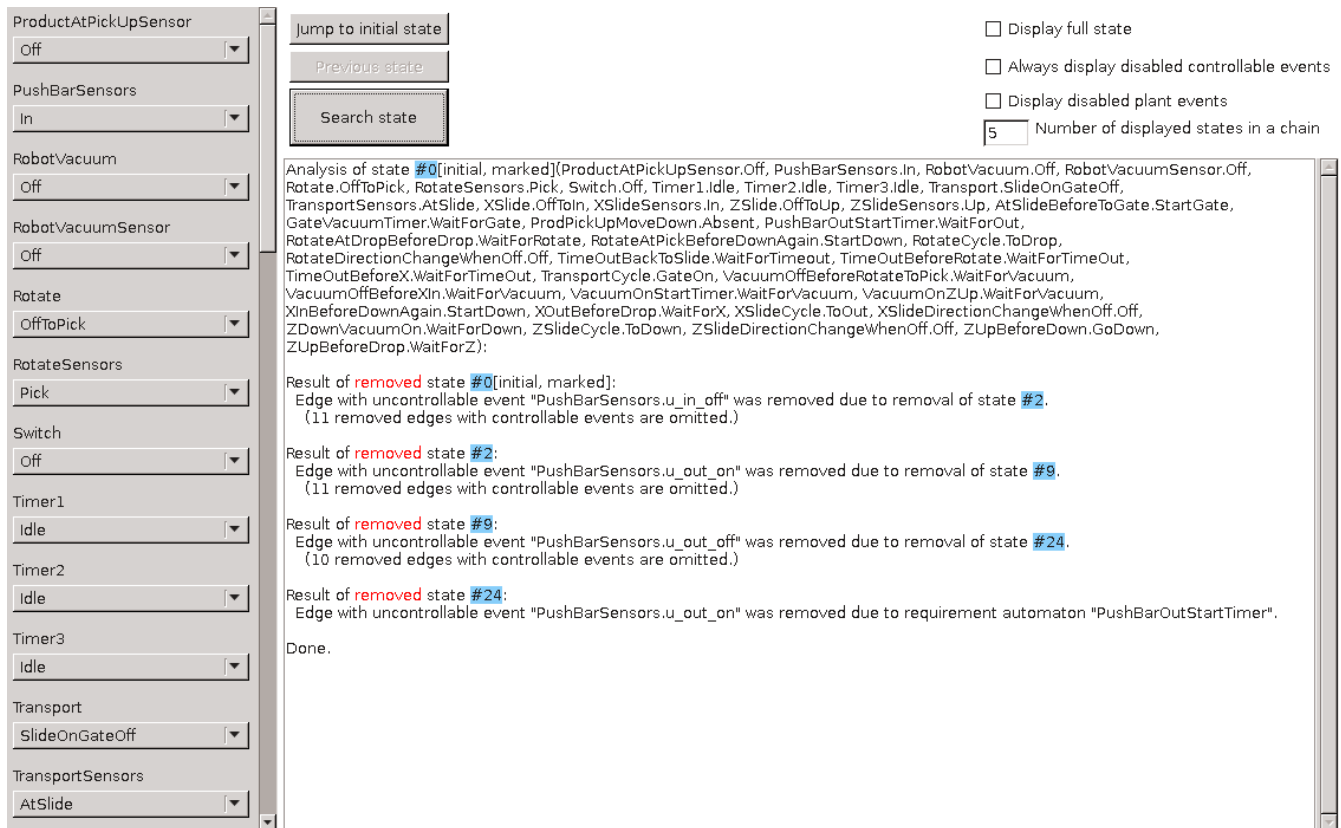 ProductAtPickUpSensor
Off
PushBarSensors
In
RobotVacuum
Off
RobotVacuumSensor
Off
Rotate
OffToPick
RotateSensors
Pick
Switch
Off
Timer1
Idle
Timer2
Idle
Timer3
Idle
Transport
SlideOnGateOff
TransportSensors
AtSlide
Jump to initial state
Previous state
Search state
Display full state
Always display disabled controllable events
Display disabled plant events
5 Number of displayed states in a chain
Analysis of state #0[initial, marked](ProductAtPickUpSensor.Off, PushBarSensors.In, RobotVacuum.Off, RobotVacuumSensor.Off,
Rotate.OffToPick, RotateSensors.Pick, Switch.Off, Timer1.Idle, Timer2.Idle, Timer3.Idle, Transport.SlideOnGateOff,
TransportSensors.AtSlide, XSlide.OffToIn, XSlideSensors.In, ZSlide.OffToUp, ZSlideSensors.Up, AtSlideBeforeToGate.StartGate,
GateVacuumTimer.WaitForGate, ProdPickUpMoveDown.Absent, PushBarOutStartTimer.WaitForOut,
RotateAtDropBeforeDrop.WaitForRotate, RotateAtPickBeforeDownAgain.StartDown, RotateCycle.ToDrop,
RotateDirectionChangeWhenOff.Off, TimeOutBackToSlide.WaitForTimeout, TimeOutBeforeRotate.WaitForTimeOut,
TimeOutBeforeX.WaitForTimeOut, TransportCycle.GateOn, VacuumOffBeforeRotateToPick.WaitForVacuum,
VacuumOffBeforeXIn.WaitForVacuum, VacuumOnStartTimer.WaitForVacuum, VacuumOnZUp.WaitForVacuum,
XInBeforeDownAgain.StartDown, XOutBeforeDrop.WaitForX, XSlideCycle.ToOut, XSlideDirectionChangeWhenOff.Off,
ZDownVacuumOn.WaitForDown, ZSlideCycle.ToDown, ZSlideDirectionChangeWhenOff.Off, ZUpBeforeDown.GoDown,
ZUpBeforeDrop.WaitForZ):
Result of removed state #0[initial, marked]:
Edge with uncontrollable event "PushBarSensors.u_in_off" was removed due to removal of state #2.
(11 removed edges with controllable events are omitted.)
Result of removed state #2:
Edge with uncontrollable event "PushBarSensors.u_out_on" was removed due to removal of state #9.
(11 removed edges with controllable events are omitted.)
Result of removed state #9:
Edge with uncontrollable event "PushBarSensors.u_out_off" was removed due to removal of state #24.
(10 removed edges with controllable events are omitted.)
Result of removed state #24:
Edge with uncontrollable event "PushBarSensors.u_out_on" was removed due to requirement automaton "PushBarOutStartTimer".
Done.